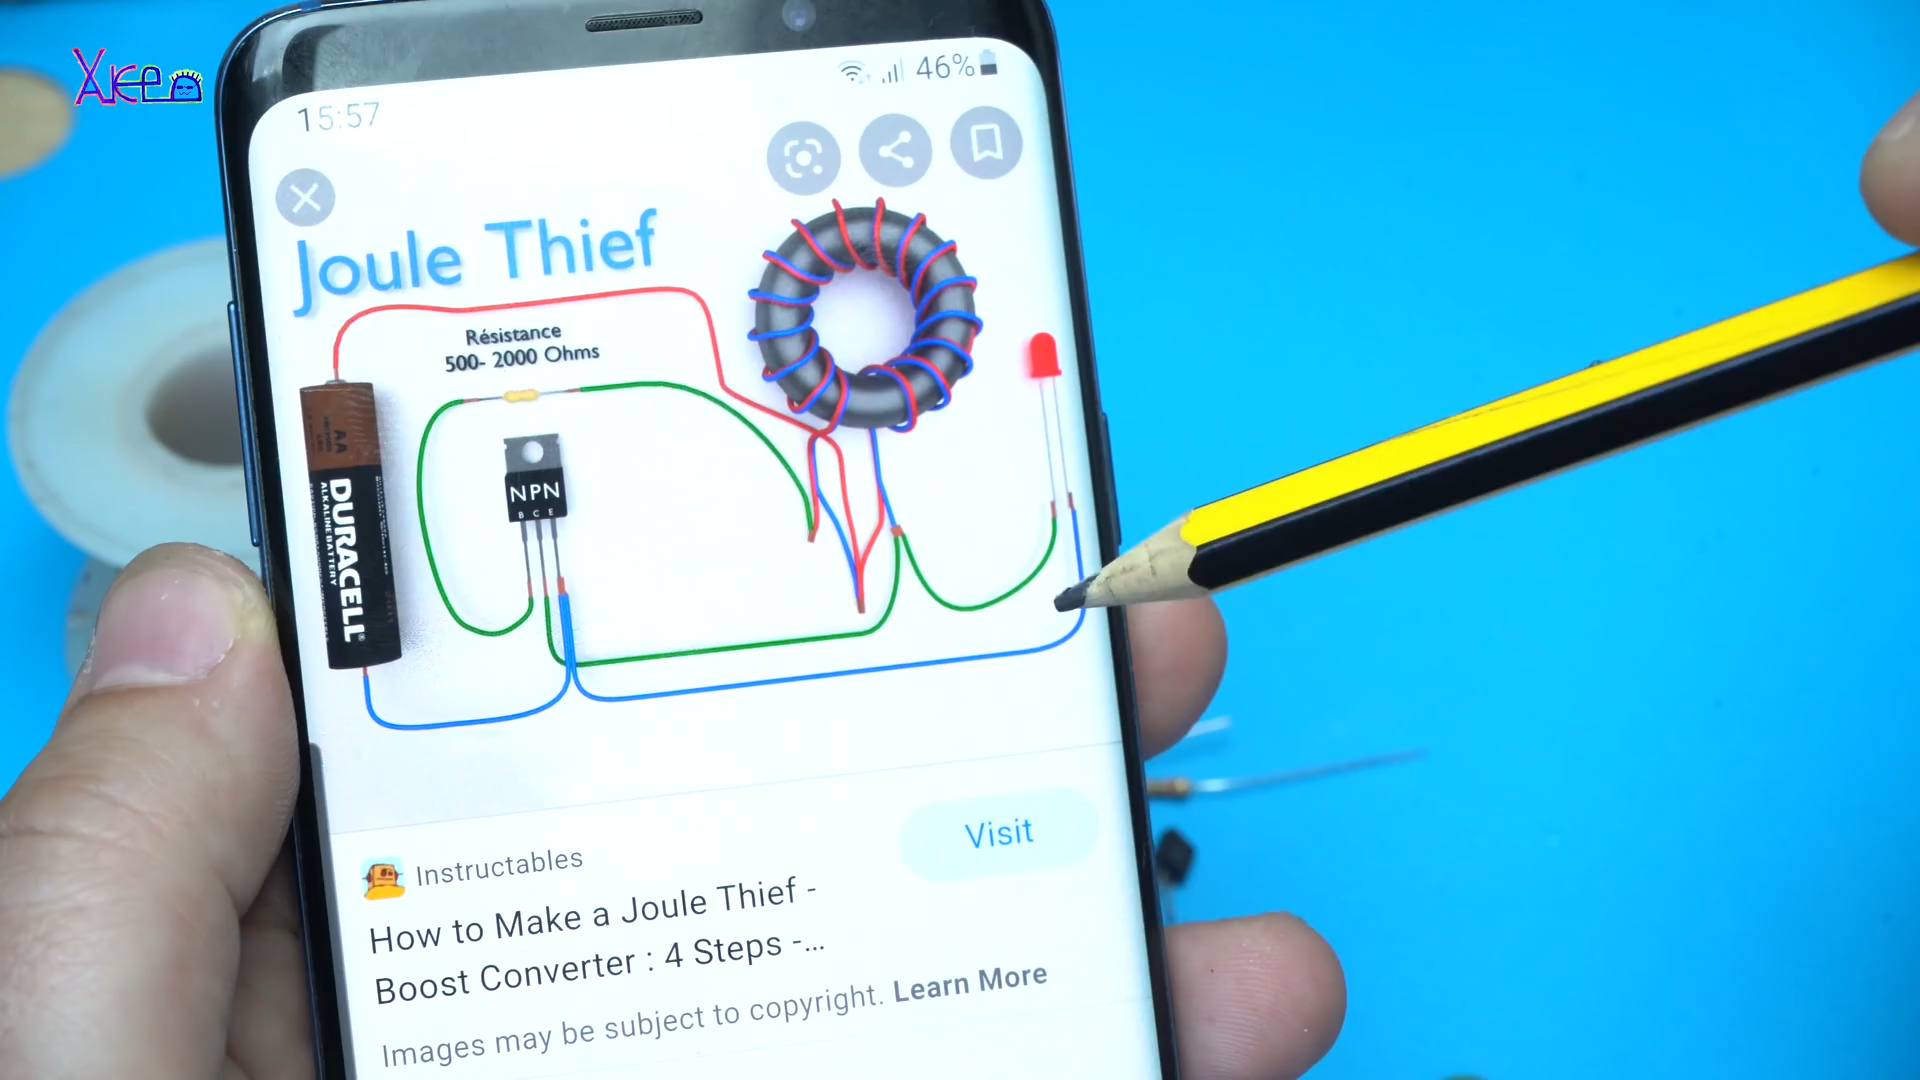 XKEP
15:57
46%
Joule Thief
Résistance
500- 2000 Ohms
AA
NPN
B C E
DURACELL®
ALKALINE BATTERY
Visit
Instructables
How to Make a Joule Thief -
Boost Converter : 4 Steps -...
Images may be subject to copyright. Learn More